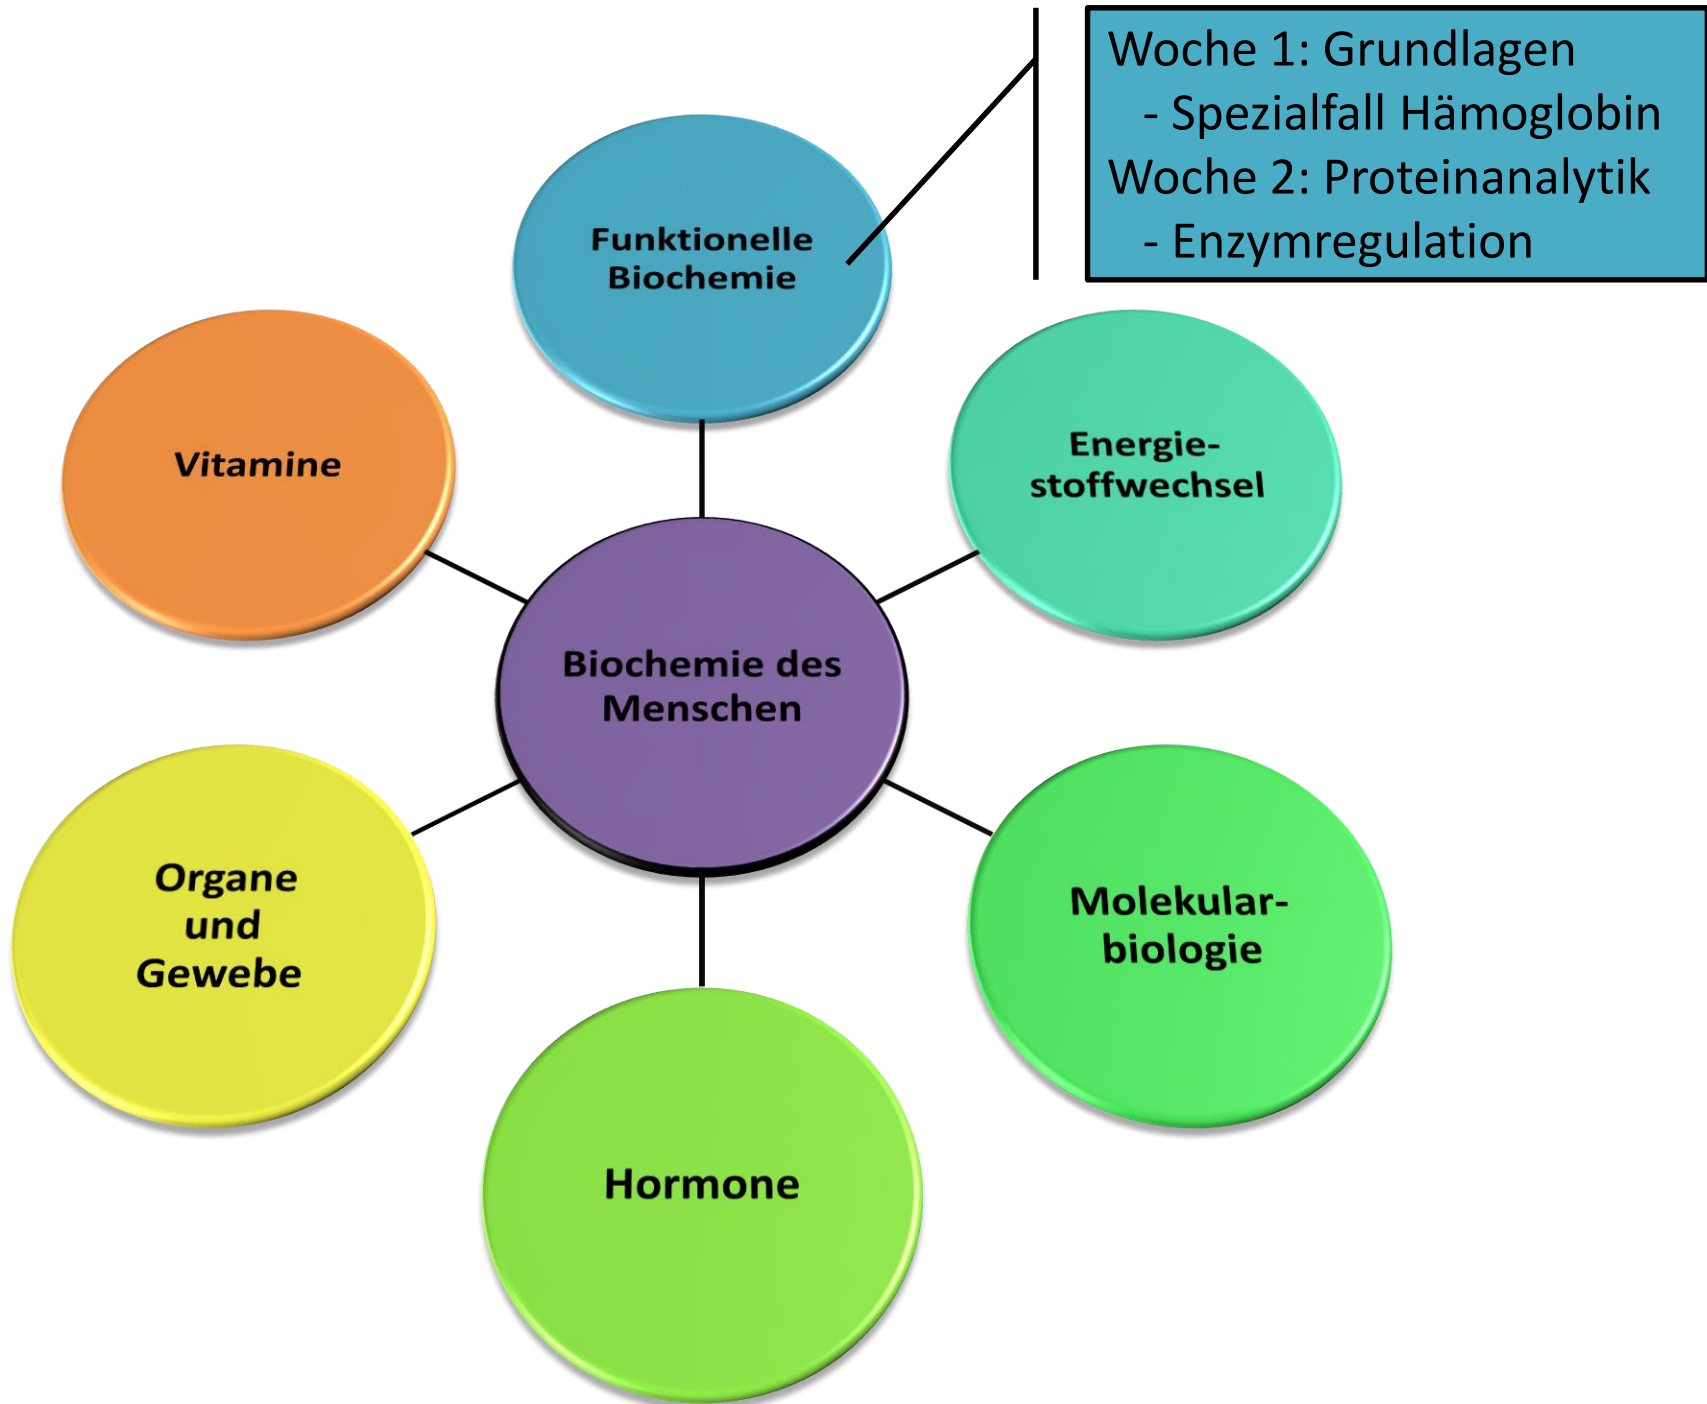 Woche 1: Grundlagen
- Spezialfall Hämoglobin
Woche 2: Proteinanalytik
- Enzymregulation
Funktionelle
Biochemie
Vitamine
Energie-
stoffwechsel
Biochemie des
Menschen
Organe
und
Gewebe
Molekular-
biologie
Hormone